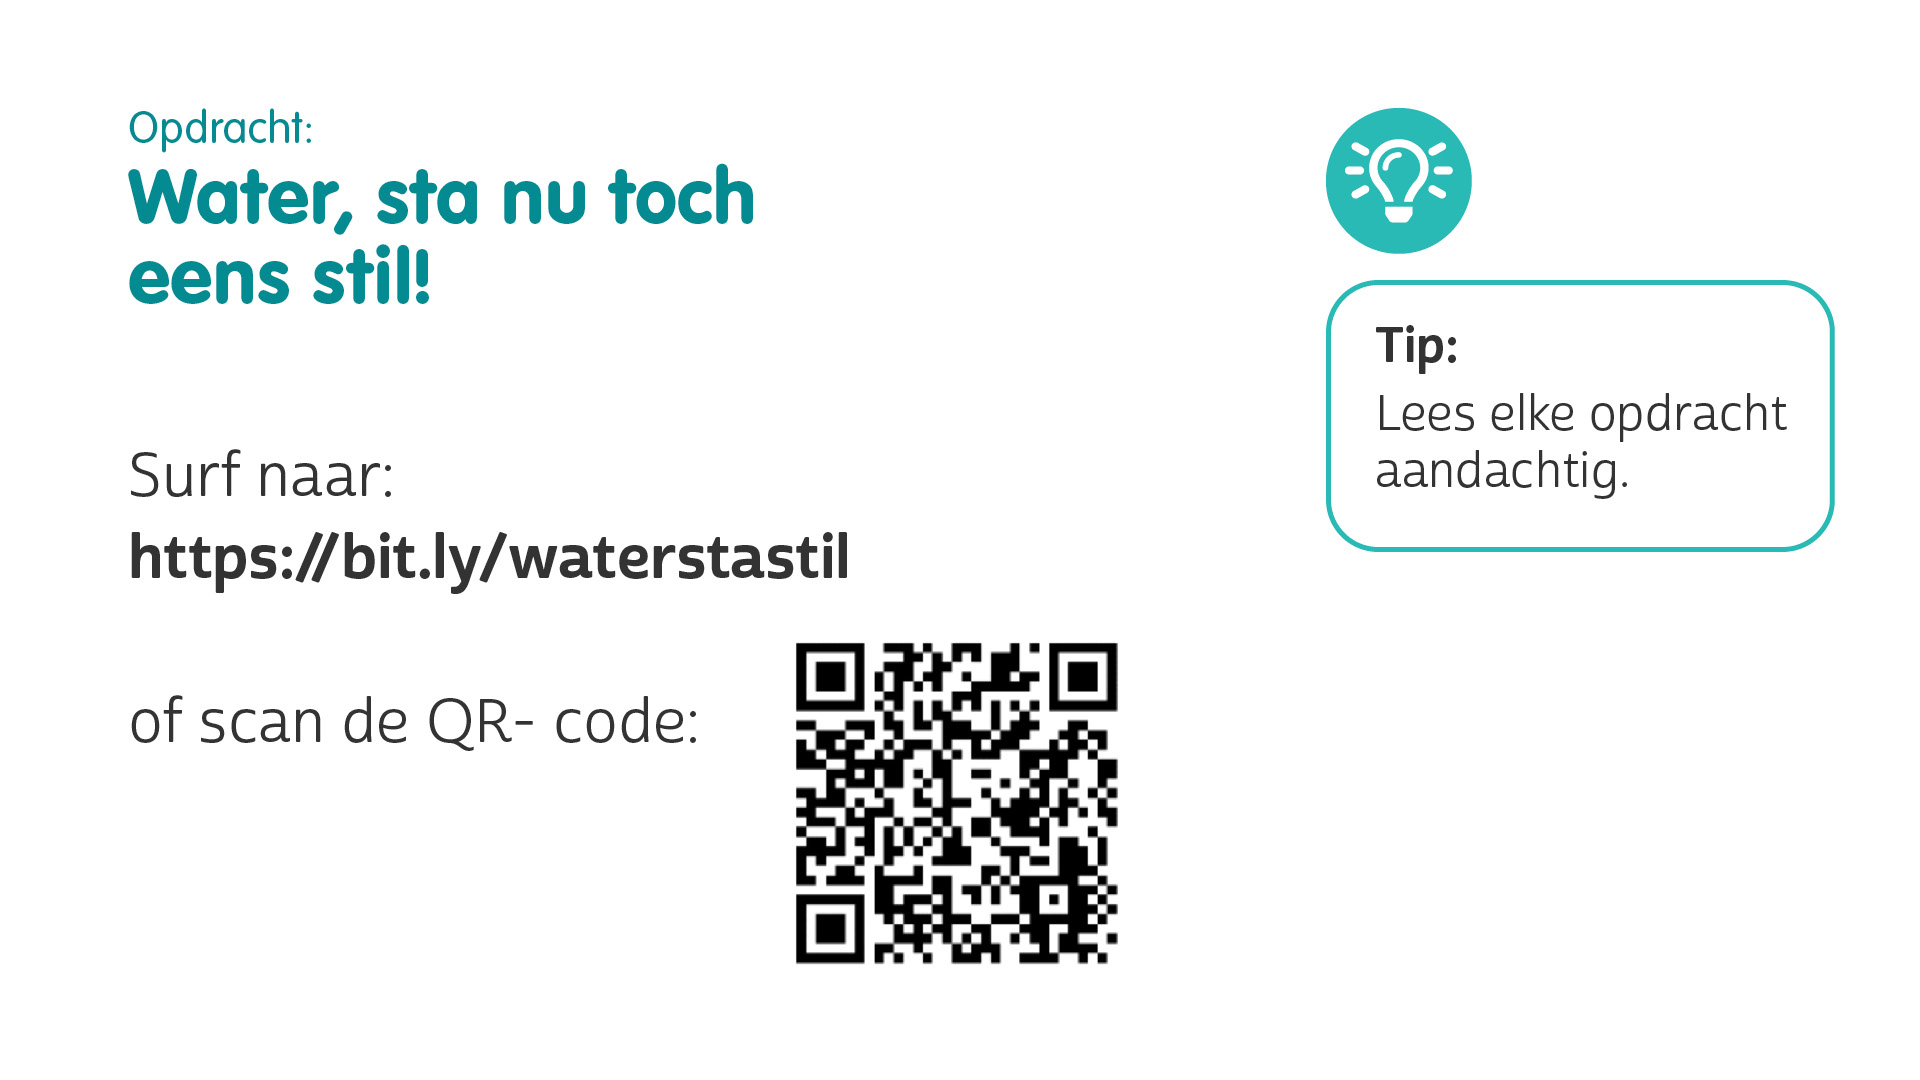 Opdracht:
Water, sta nu toch
eens stil!
Surf naar:
https://bit.ly/waterstastil
of scan de QR- code:
Tip:
Lees elke opdracht
aandachtig.